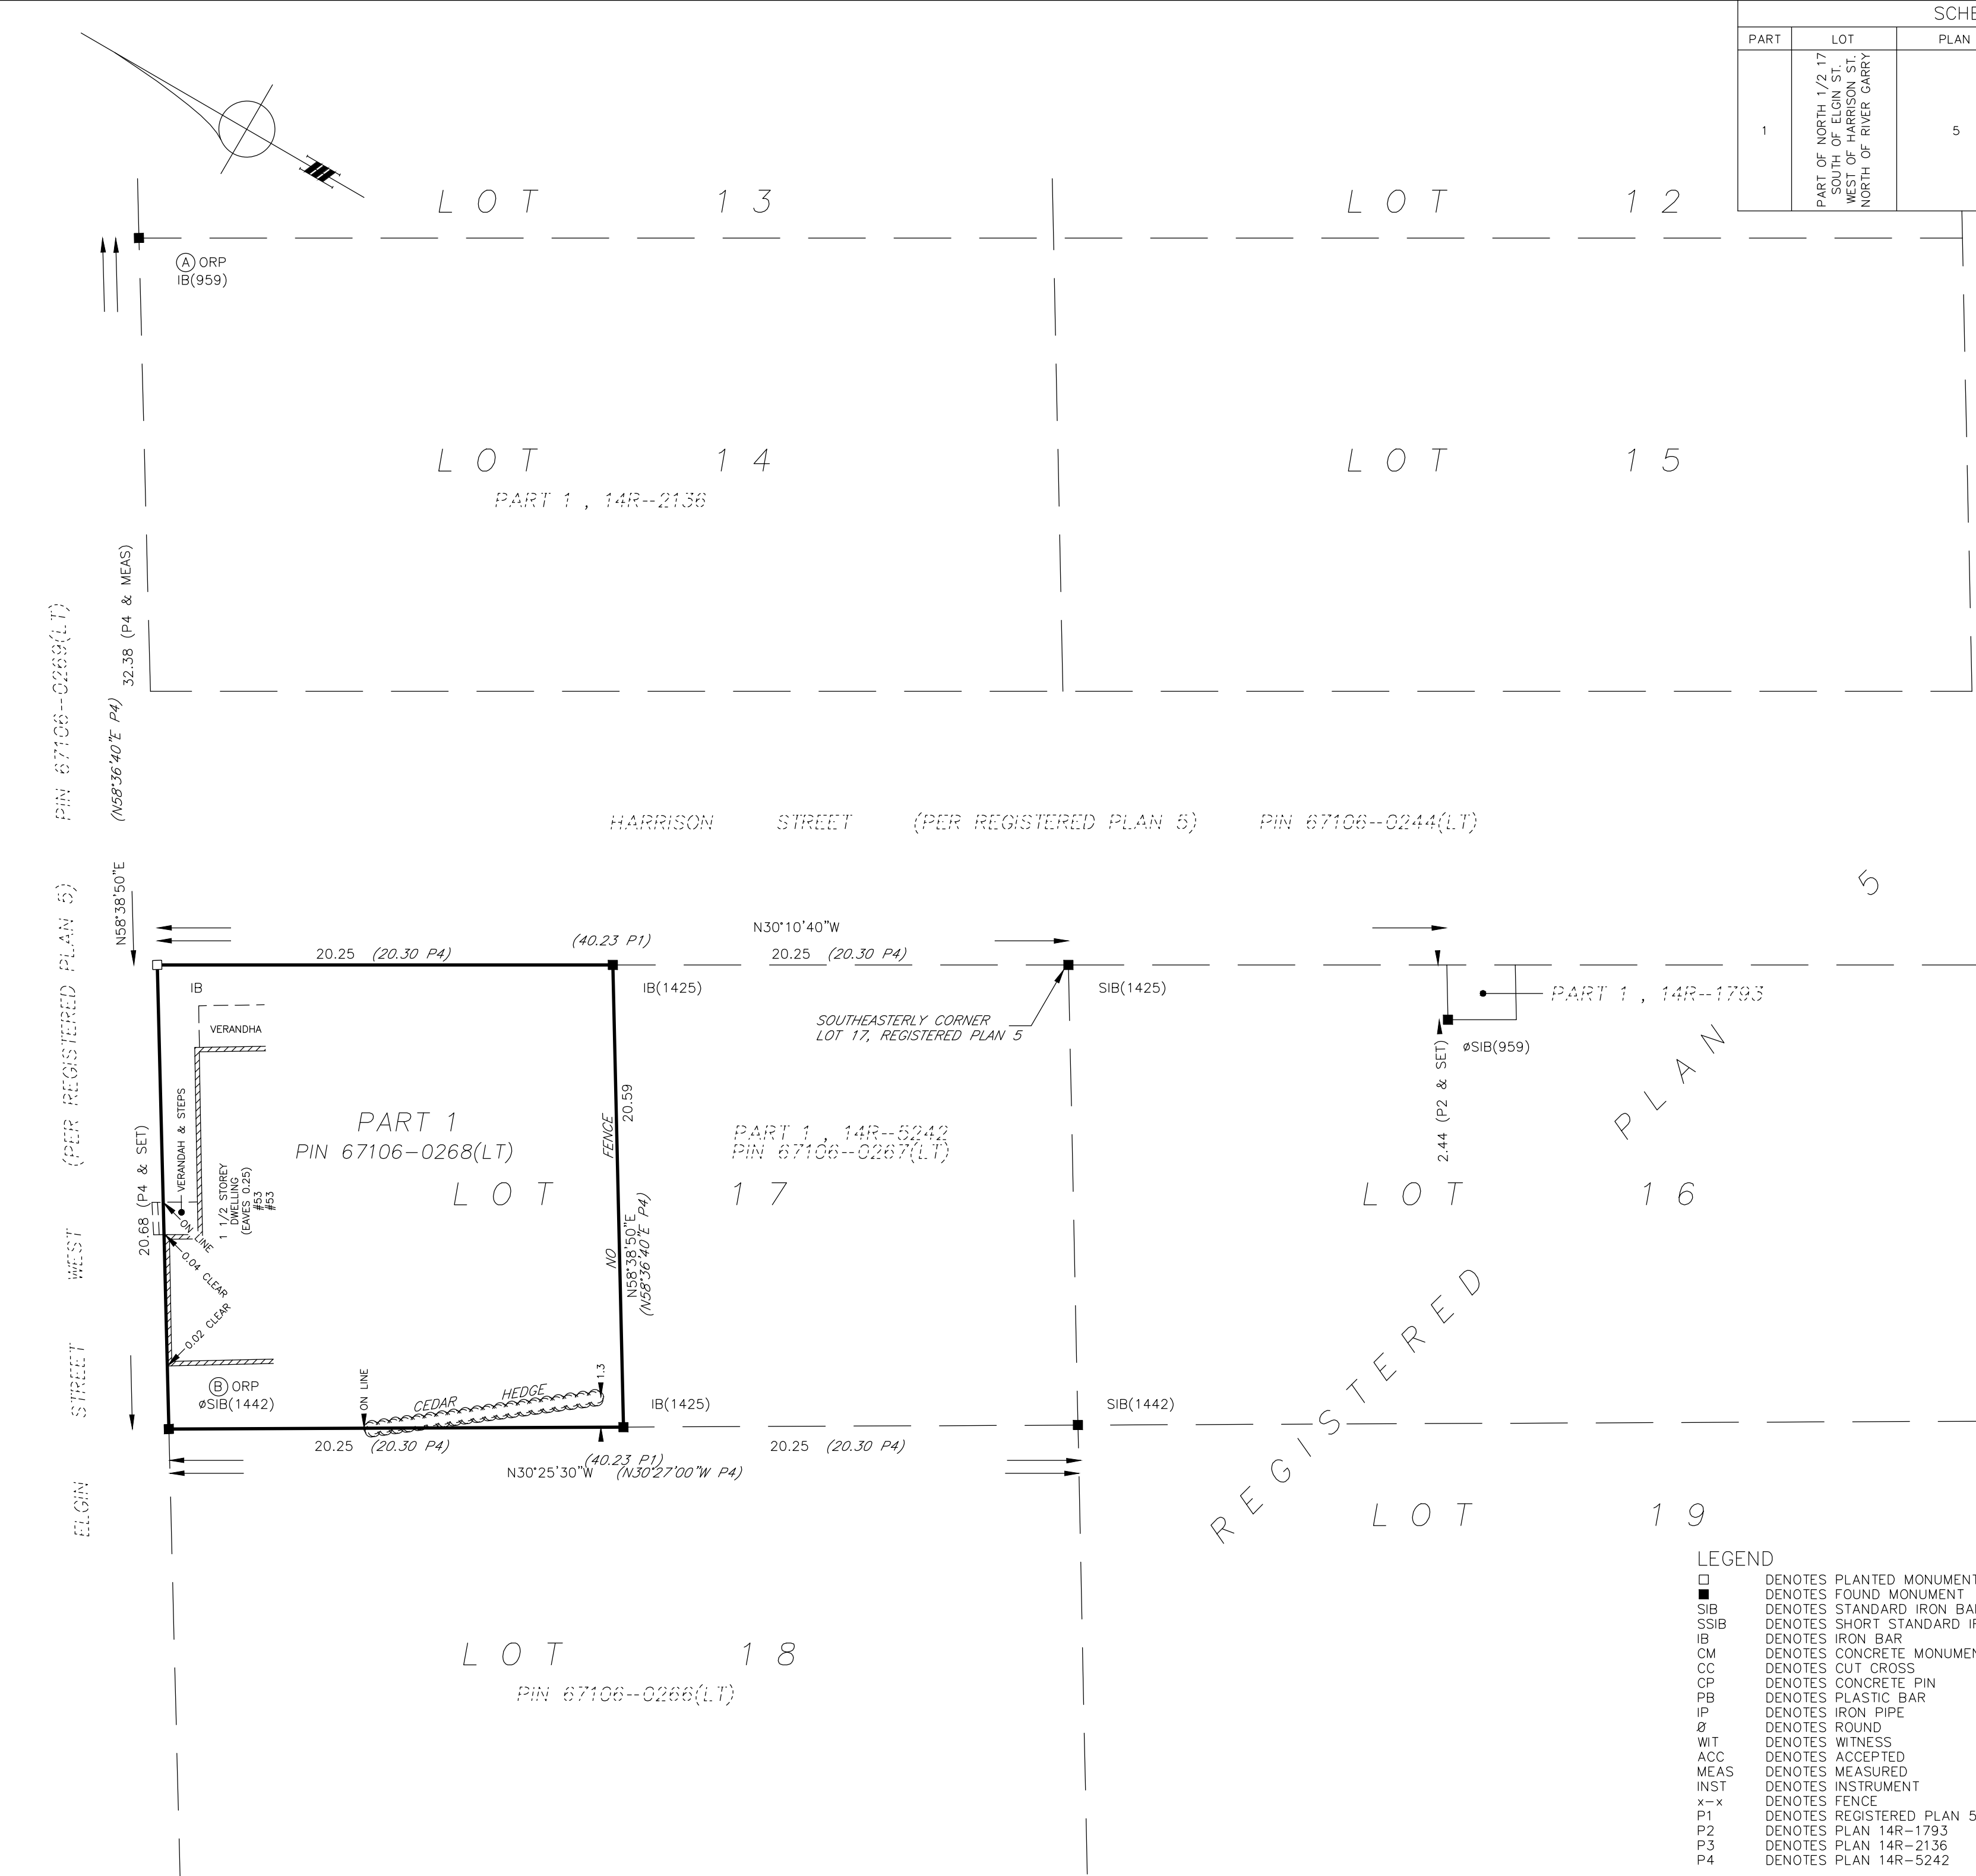 SCHE
PART LOT PLAN
1
PART OF NORTH 1/2 17
SOUTH OF ELGIN ST.
WEST OF HARRISON ST.
NORTH OF RIVER GARRY
5
LOT 13
LOT 12
A ORP
IB(959)
LOT 14
PART 1 , 14R--2136
LOT 15
32.38 (P4 & MEAS)
(N58°36'40"E P4)
PIN 67106--0269(LT)
HARRISON STREET (PER REGISTERED PLAN 5) PIN 67106--0244(LT)
N58°38'50"E
N30°10'40"W
(40.23 P1)
20.25 (20.30 P4)
20.25 (20.30 P4)
IB
IB(1425)
SIB(1425)
SOUTHEASTERLY CORNER
LOT 17, REGISTERED PLAN 5
PART 1 , 14R--1793
øSIB(959)
2.44 (P2 & SET)
VERANDHA
VERANDAH & STEPS
PART 1
PIN 67106-0268(LT)
LOT 17
PART 1 , 14R--5242
PIN 67106--0267(LT)
LOT 16
1 1/2 STOREY
DWELLING
(EAVES 0.25)
#53
#53
ON LINE
0.04 CLEAR
0.02 CLEAR
20.68 (P4 & SET)
NO FENCE
20.59
N58°38'50"E
(N58°36'40"E P4)
B ORP
øSIB(1442)
ON LINE
CEDAR HEDGE
1.3
IB(1425)
SIB(1442)
20.25 (20.30 P4)
20.25 (20.30 P4)
(40.23 P1)
N30°25'30"W (N30°27'00"W P4)
ELGIN STREET WEST (PER REGISTERED PLAN 5)
REGISTERED PLAN 5
LOT 19
LOT 18
PIN 67106--0266(LT)
LEGEND
□ DENOTES PLANTED MONUMENT
■ DENOTES FOUND MONUMENT
SIB DENOTES STANDARD IRON BA
SSIB DENOTES SHORT STANDARD I
IB DENOTES IRON BAR
CM DENOTES CONCRETE MONUMEN
CC DENOTES CUT CROSS
CP DENOTES CONCRETE PIN
PB DENOTES PLASTIC BAR
IP DENOTES IRON PIPE
Ø DENOTES ROUND
WIT DENOTES WITNESS
ACC DENOTES ACCEPTED
MEAS DENOTES MEASURED
INST DENOTES INSTRUMENT
x-x DENOTES FENCE
P1 DENOTES REGISTERED PLAN 5
P2 DENOTES PLAN 14R-1793
P3 DENOTES PLAN 14R-2136
P4 DENOTES PLAN 14R-5242